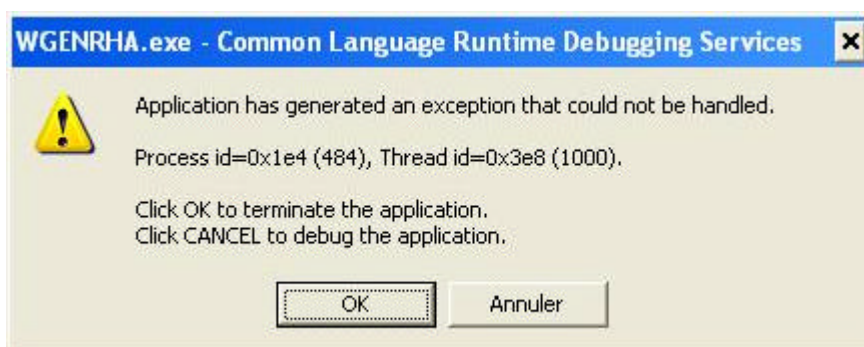 WGENRHA.exe - Common Language Runtime Debugging Services
Application has generated an exception that could not be handled.
Process id=0x1e4 (484), Thread id=0x3e8 (1000).
Click OK to terminate the application.
Click CANCEL to debug the application.
OK
Annuler